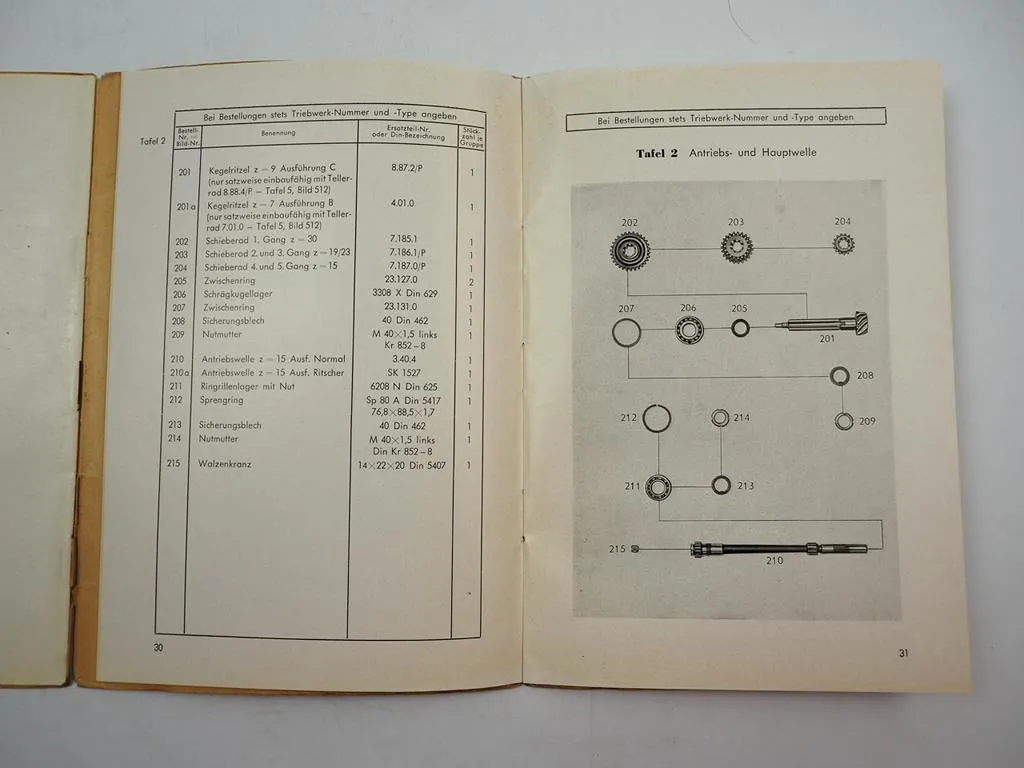 Bei Bestellungen stets Triebwerk-Nummer und -Type angeben
Tafel 2
Bestell-Nr. = Bild-Nr. Benennung Ersatzteil-Nr. oder Din-Bezeichnung Stückzahl je Gruppe
201 Kegelritzel z = 9 Ausführung C 8.87.2/P 1
(nur satzweise einbaufähig mit Teller-
rad 8.88.4/P – Tafel 5, Bild 512)
201 a Kegelritzel z = 7 Ausführung B 4.01.0 1
(nur satzweise einbaufähig mit Teller-
rad 7.01.0 – Tafel 5, Bild 512)
202 Schieberad 1. Gang z = 30 7.185.1 1
203 Schieberad 2. und 3. Gang z = 19/23 7.186.1/P 1
204 Schieberad 4. und 5. Gang z = 15 7.187.0/P 1
205 Zwischenring 23.127.0 2
206 Schrägkugellager 3308 X Din 629 1
207 Zwischenring 23.131.0 1
208 Sicherungsblech 40 Din 462 1
209 Nutmutter M 40×1,5 links 1
Kr 852–8
210 Antriebswelle z = 15 Ausf. Normal 3.40.4 1
210a Antriebswelle z = 15 Ausf. Ritscher SK 1527 1
211 Ringrillenlager mit Nut 6208 N Din 625 1
212 Sprengring Sp 80 A Din 5417 1
76,8×88,5×1,7
213 Sicherungsblech 40 Din 462 1
214 Nutmutter M 40×1,5 links 1
Din Kr 852–8
215 Walzenkranz 14×22×20 Din 5407 1
30
Bei Bestellungen stets Triebwerk-Nummer und -Type angeben
Tafel 2 Antriebs- und Hauptwelle
202 203 204
207 206 205
201
208
209
212 214
211 213
215
210
31